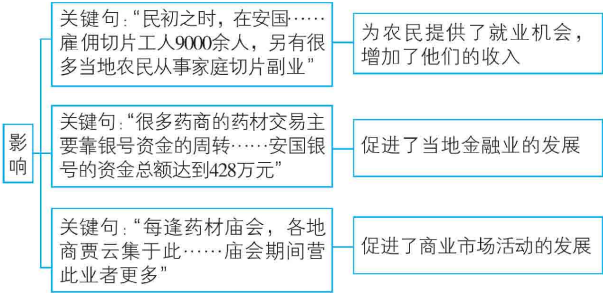 影
响
关键句：“民初之时，在安国……
雇佣切片工人9000余人，另有很
多当地农民从事家庭切片副业”
为农民提供了就业机会，
增加了他们的收入
关键句：“很多药商的药材交易主
要靠银号资金的周转……安国银
号的资金总额达到428万元”
促进了当地金融业的发展
关键句：“每逢药材庙会，各地
商贾云集于此……庙会期间营
此业者更多”
促进了商业市场活动的发展